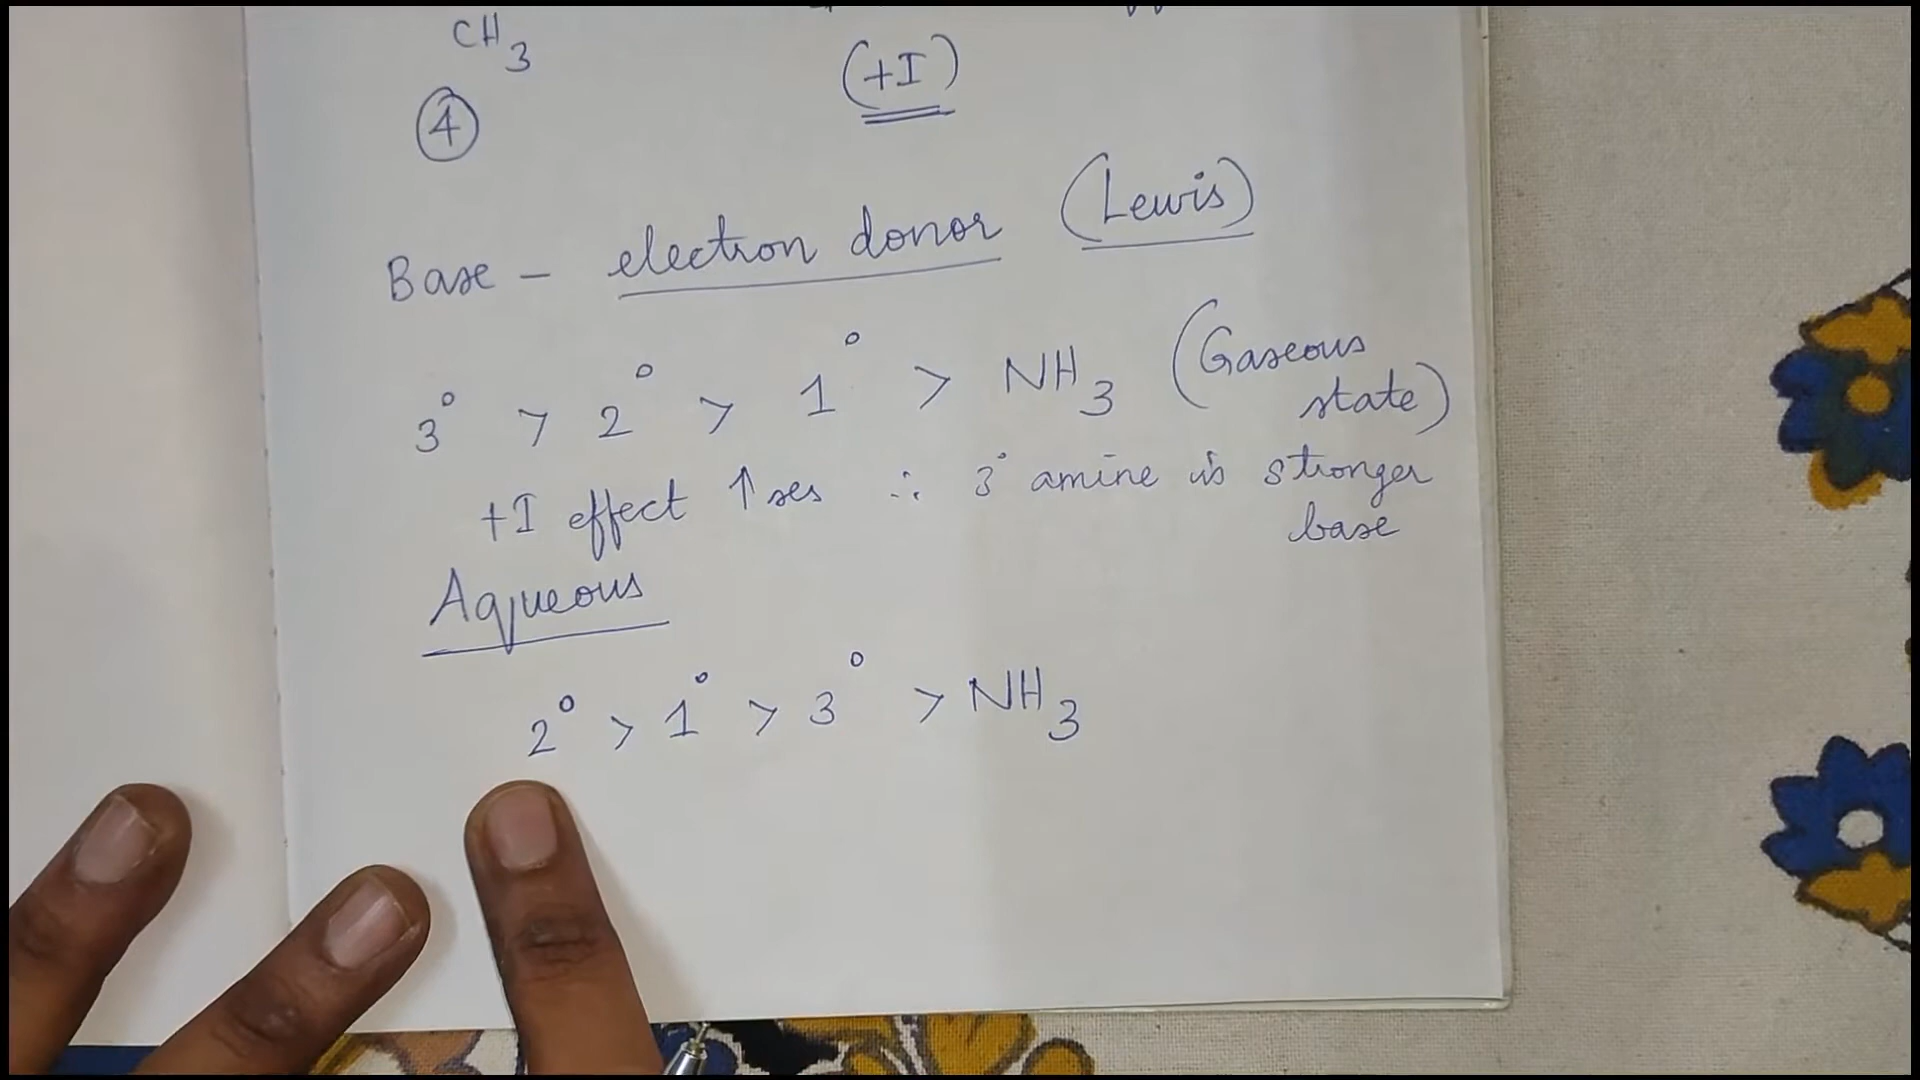 CH3
(+I)
4
Base - election donor (Lewis)
3° > 2° > 1° > NH3 (Gaseous
state)
+I effect ↑ses ∴ 3° amine is stronger
base
Aqueous
2° > 1° > 3° > NH3